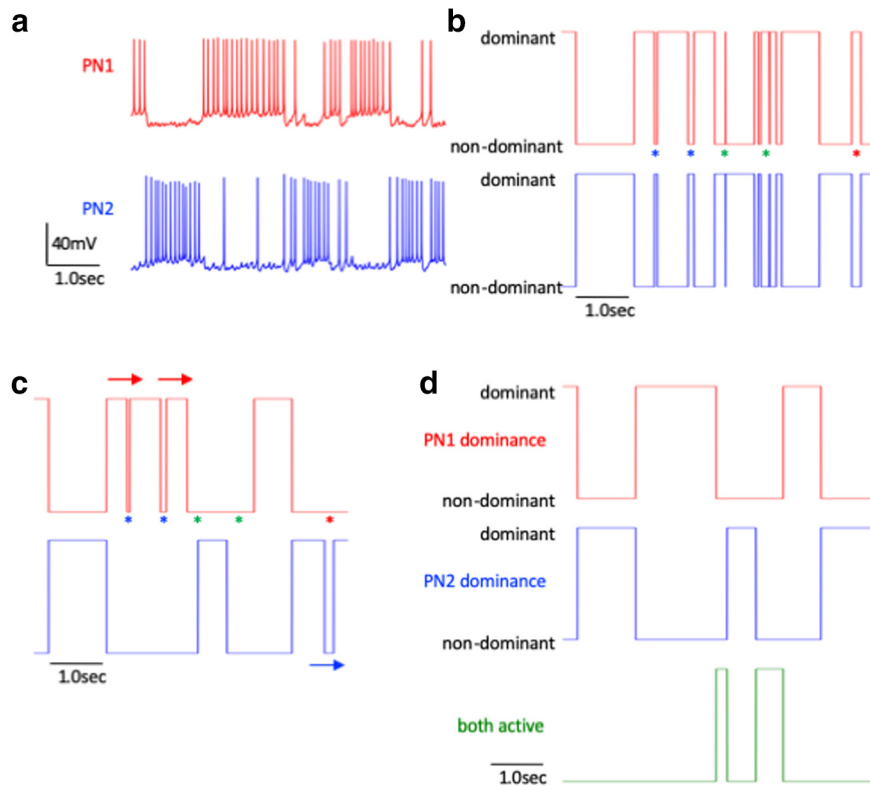 a
PN1
PN2
40mV
1.0sec
b
dominant
non-dominant
dominant
non-dominant
* * * * *
1.0sec
c
* * * * *
1.0sec
d
dominant
PN1 dominance
non-dominant
dominant
PN2 dominance
non-dominant
both active
1.0sec